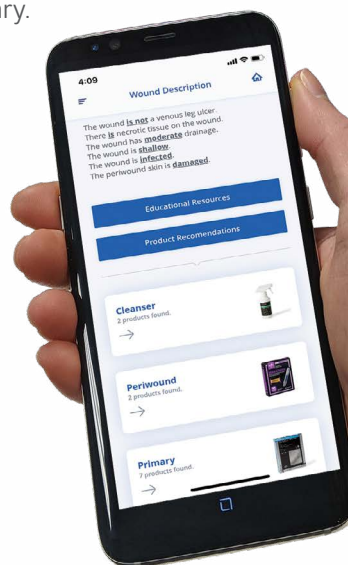 ary.
4:09
Wound Description
The wound is not a venous leg ulcer.
There is necrotic tissue on the wound.
The wound has moderate drainage.
The wound is shallow.
The wound is infected.
The periwound skin is damaged.
Educational Resources
Product Recomendations
Cleanser
2 products found.
Periwound
2 products found.
Primary
7 products found.